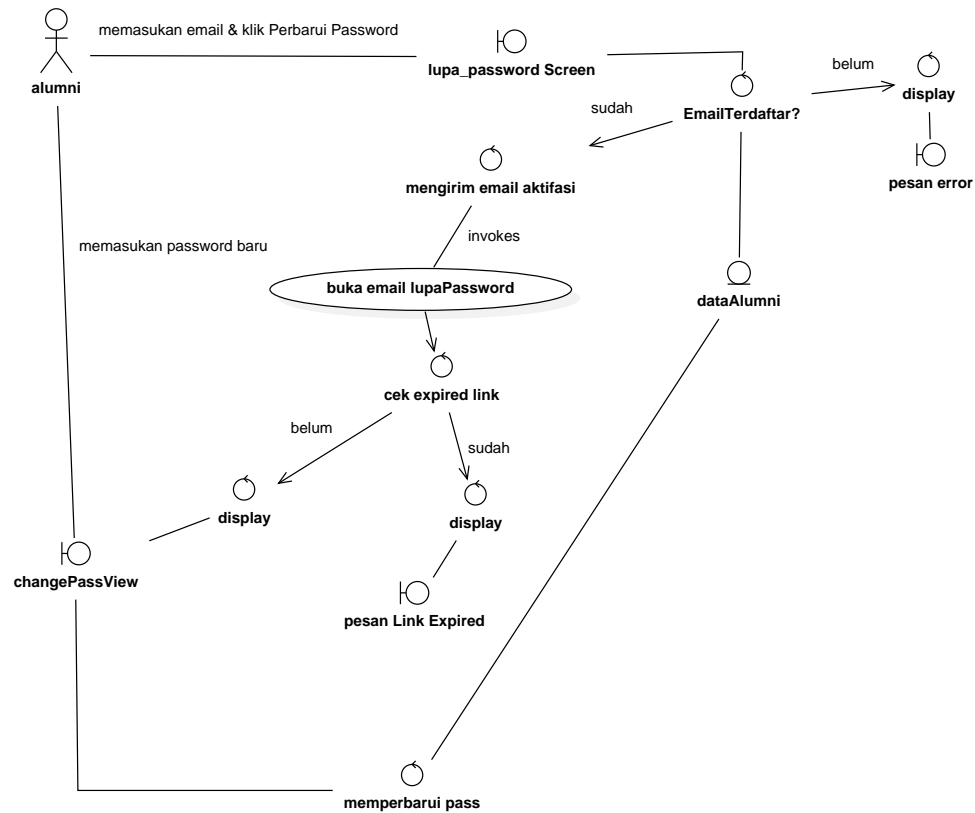 memasukan email & klik Perbarui Password
alumni
lupa_password Screen
belum
display
EmailTerdaftar?
sudah
pesan error
mengirim email aktifasi
invokes
memasukan password baru
buka email lupaPassword
dataAlumni
cek expired link
belum
sudah
display
display
changePassView
pesan Link Expired
memperbarui pass